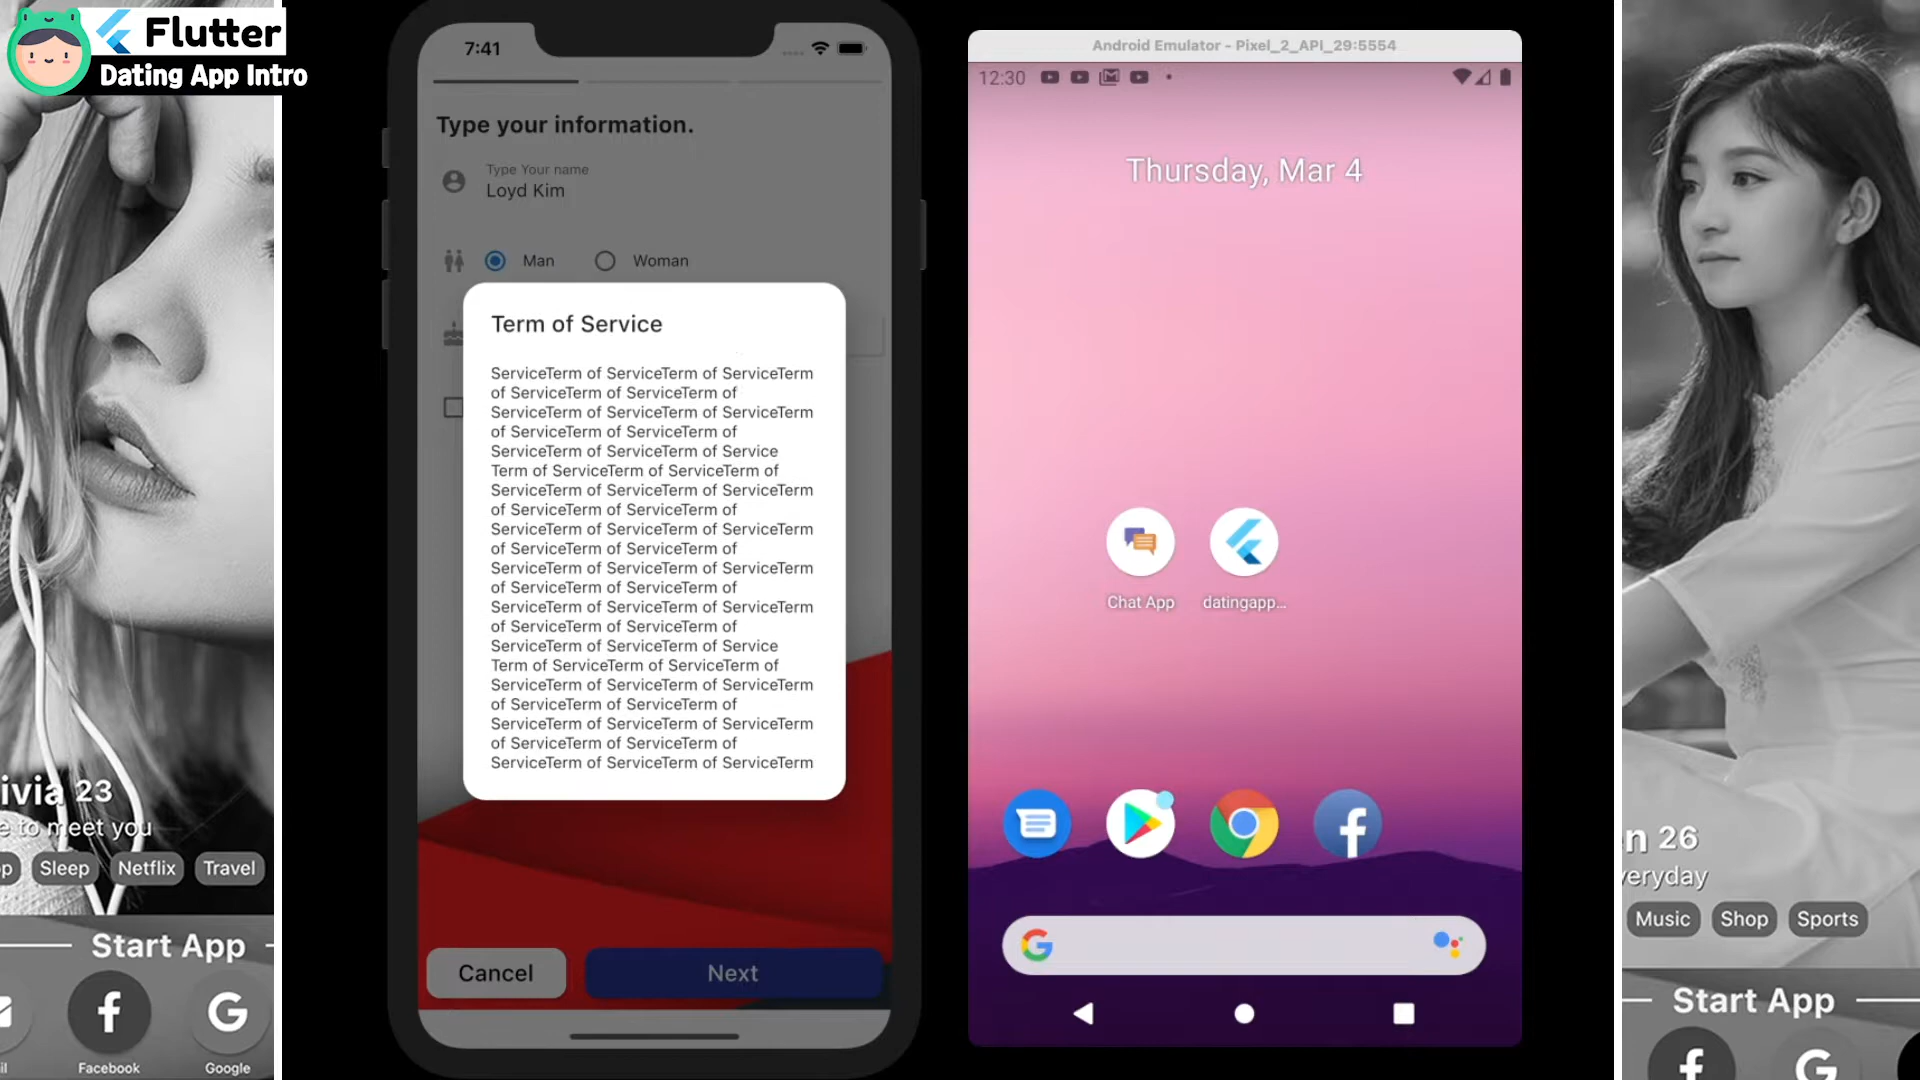 Flutter
Dating App Intro
7:41
Type your information.
Type Your name
Loyd Kim
Man
Woman
Term of Service
ServiceTerm of ServiceTerm of ServiceTerm
of ServiceTerm of ServiceTerm of
ServiceTerm of ServiceTerm of ServiceTerm
of ServiceTerm of ServiceTerm of
ServiceTerm of ServiceTerm of Service
Term of ServiceTerm of ServiceTerm of
ServiceTerm of ServiceTerm of ServiceTerm
of ServiceTerm of ServiceTerm of
ServiceTerm of ServiceTerm of ServiceTerm
of ServiceTerm of ServiceTerm of
ServiceTerm of ServiceTerm of ServiceTerm
of ServiceTerm of ServiceTerm of
ServiceTerm of ServiceTerm of ServiceTerm
of ServiceTerm of ServiceTerm of
ServiceTerm of ServiceTerm of Service
Term of ServiceTerm of ServiceTerm of
ServiceTerm of ServiceTerm of ServiceTerm
of ServiceTerm of ServiceTerm of
ServiceTerm of ServiceTerm of ServiceTerm
of ServiceTerm of ServiceTerm of
ServiceTerm of ServiceTerm of ServiceTerm
Cancel
Next
Android Emulator - Pixel_2_API_29:5554
12:30
Thursday, Mar 4
Chat App
datingapp...
ivia 23
e to meet you
p
Sleep
Netflix
Travel
Start App
il
Facebook
Google
n 26
veryday
Music
Shop
Sports
Start App